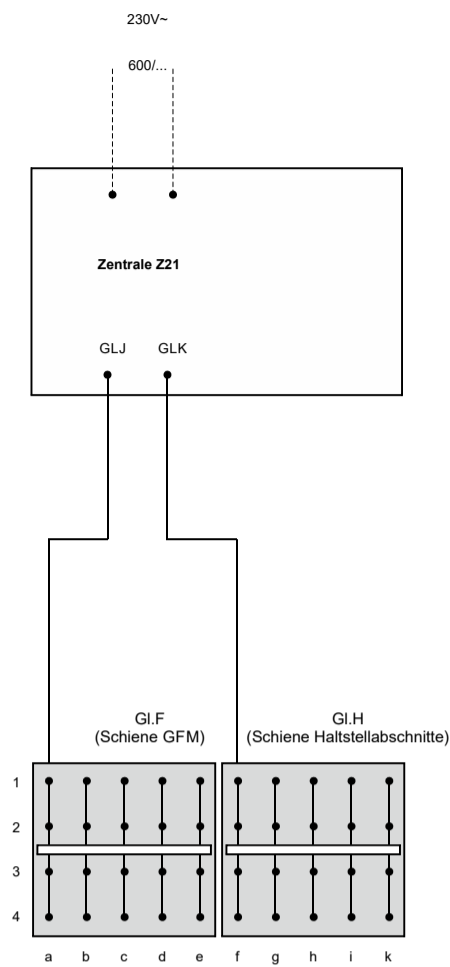 230V~
600/...
Zentrale Z21
GLJ GLK
Gl.F
(Schiene GFM)
Gl.H
(Schiene Haltstellabschnitte)
1
2
3
4
a b c d e f g h i k